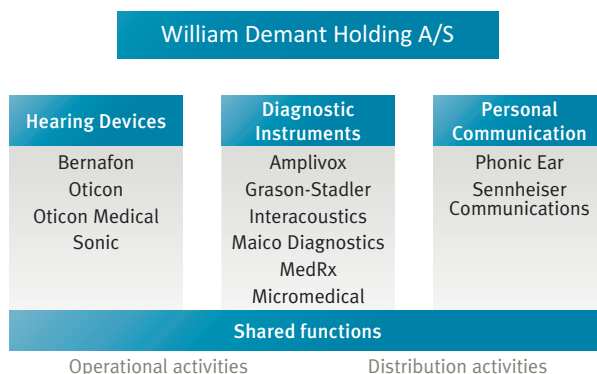 William Demant Holding A/S
Hearing Devices
Bernafon
Oticon
Oticon Medical
Sonic
Diagnostic
Instruments
Amplivox
Grason-Stadler
Interacoustics
Maico Diagnostics
MedRx
Micromedical
Personal
Communication
Phonic Ear
Sennheiser
Communications
Shared functions
Operational activities
Distribution activities